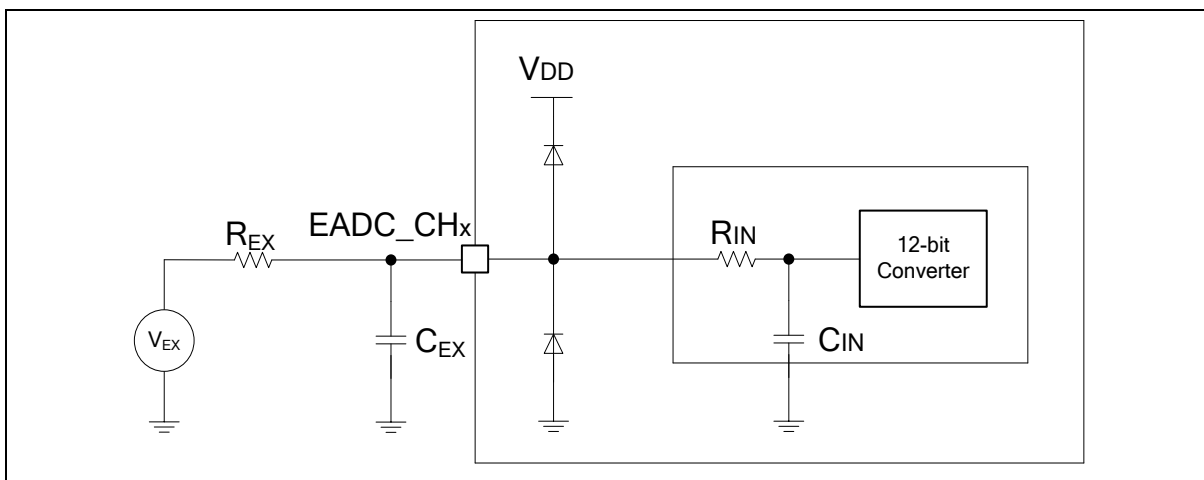 VDD
EADC_CHx
REX
RIN
12-bit
Converter
VEX
CEX
CIN